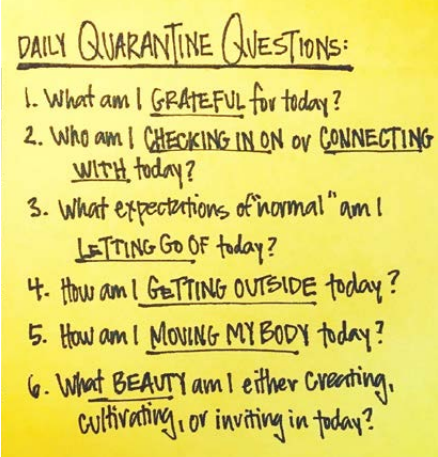 DAILY QUARANTINE QUESTIONS:
1. What am I GRATEFUL for today?
2. Who am I CHECKING IN ON or CONNECTING
WITH today?
3. What expectations of "normal" am I
LETTING GO OF today?
4. How am I GETTING OUTSIDE today?
5. How am I MOVING MY BODY today?
6. What BEAUTY am I either creating,
cultivating, or inviting in today?